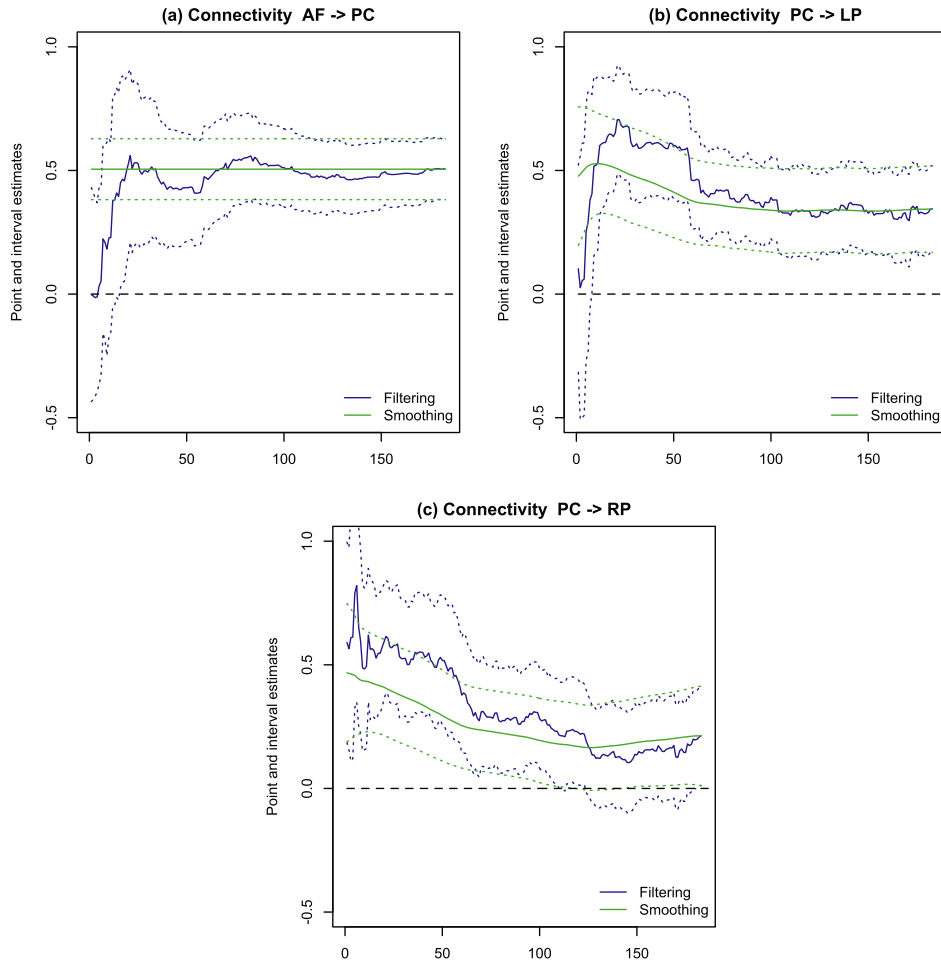 (a) Connectivity AF -> PC
Point and interval estimates
1.0
0.5
0.0
-0.5
0 50 100 150
Filtering
Smoothing
(b) Connectivity PC -> LP
Point and interval estimates
1.0
0.5
0.0
-0.5
0 50 100 150
Filtering
Smoothing
(c) Connectivity PC -> RP
Point and interval estimates
1.0
0.5
0.0
-0.5
0 50 100 150
Filtering
Smoothing